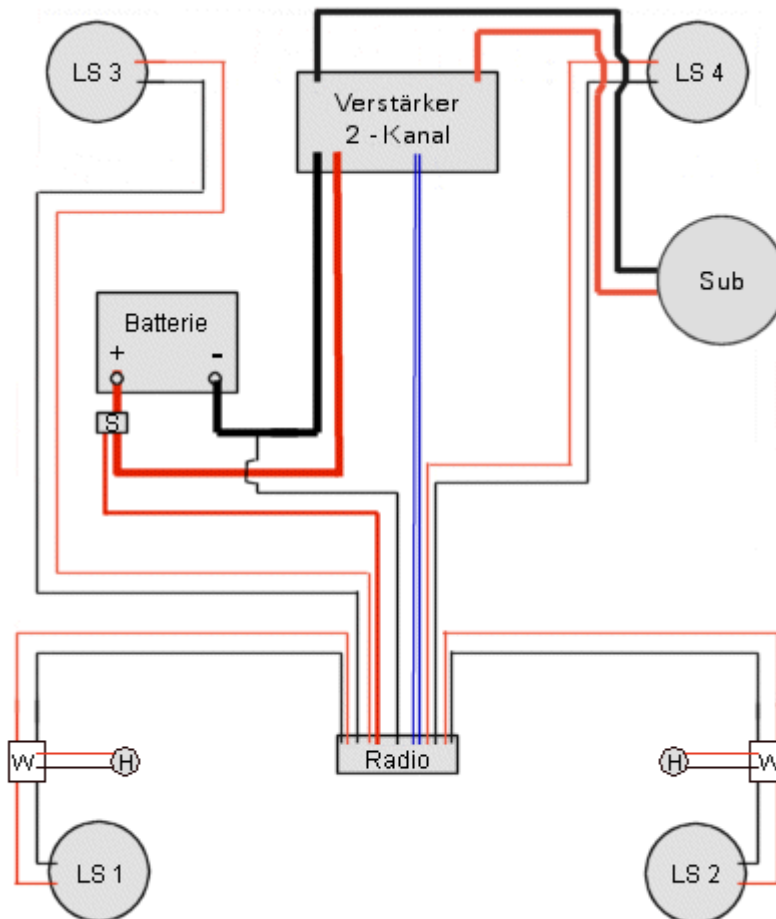 LS 3
LS 4
Verstärker
2 - Kanal
Sub
Batterie
+ -
S
W
H
Radio
H
W
LS 1
LS 2